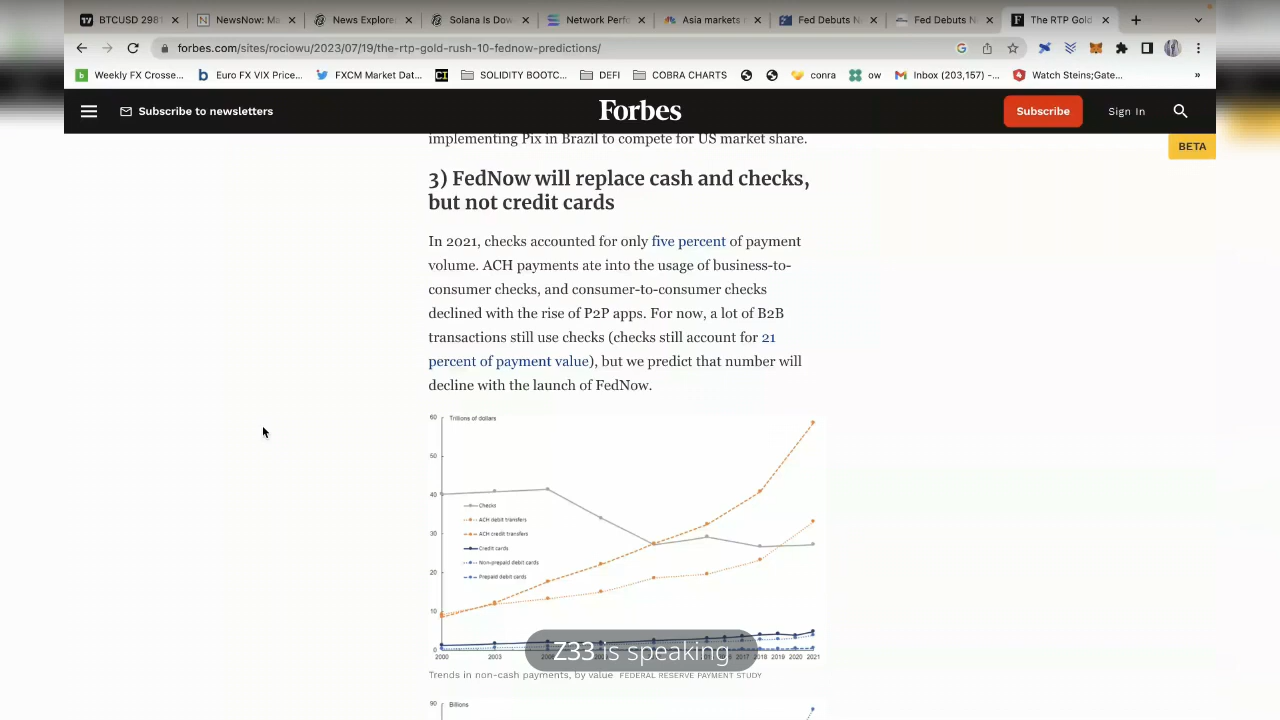 BTCUSD 2981
NewsNow: Ma
News Explorer
Solana Is Dow
Network Perfo
Asia markets
Fed Debuts N
Fed Debuts N
The RTP Gold
forbes.com/sites/rociowu/2023/07/19/the-rtp-gold-rush-10-fednow-predictions/
Weekly FX Crosse...
Euro FX VIX Price...
FXCM Market Dat...
CI
SOLIDITY BOOTC...
DEFI
COBRA CHARTS
conra
ow
Inbox (203,157) –...
Watch Steins;Gate...
»
Subscribe to newsletters
Forbes
Subscribe
Sign In
BETA
implementing Pix in Brazil to compete for US market share.
3) FedNow will replace cash and checks,
but not credit cards
In 2021, checks accounted for only five percent of payment
volume. ACH payments ate into the usage of business-to-
consumer checks, and consumer-to-consumer checks
declined with the rise of P2P apps. For now, a lot of B2B
transactions still use checks (checks still account for 21
percent of payment value), but we predict that number will
decline with the launch of FedNow.
60 Trillions of dollars
50
40
Checks
ACH debit transfers
30
ACH credit transfers
Credit cards
Non-prepaid debit cards
20
Prepaid debit cards
10
0
Z33 is speaking
2000 2003 2017 2018 2019 2020 2021
Trends in non-cash payments, by value FEDERAL RESERVE PAYMENT STUDY
90 Billions